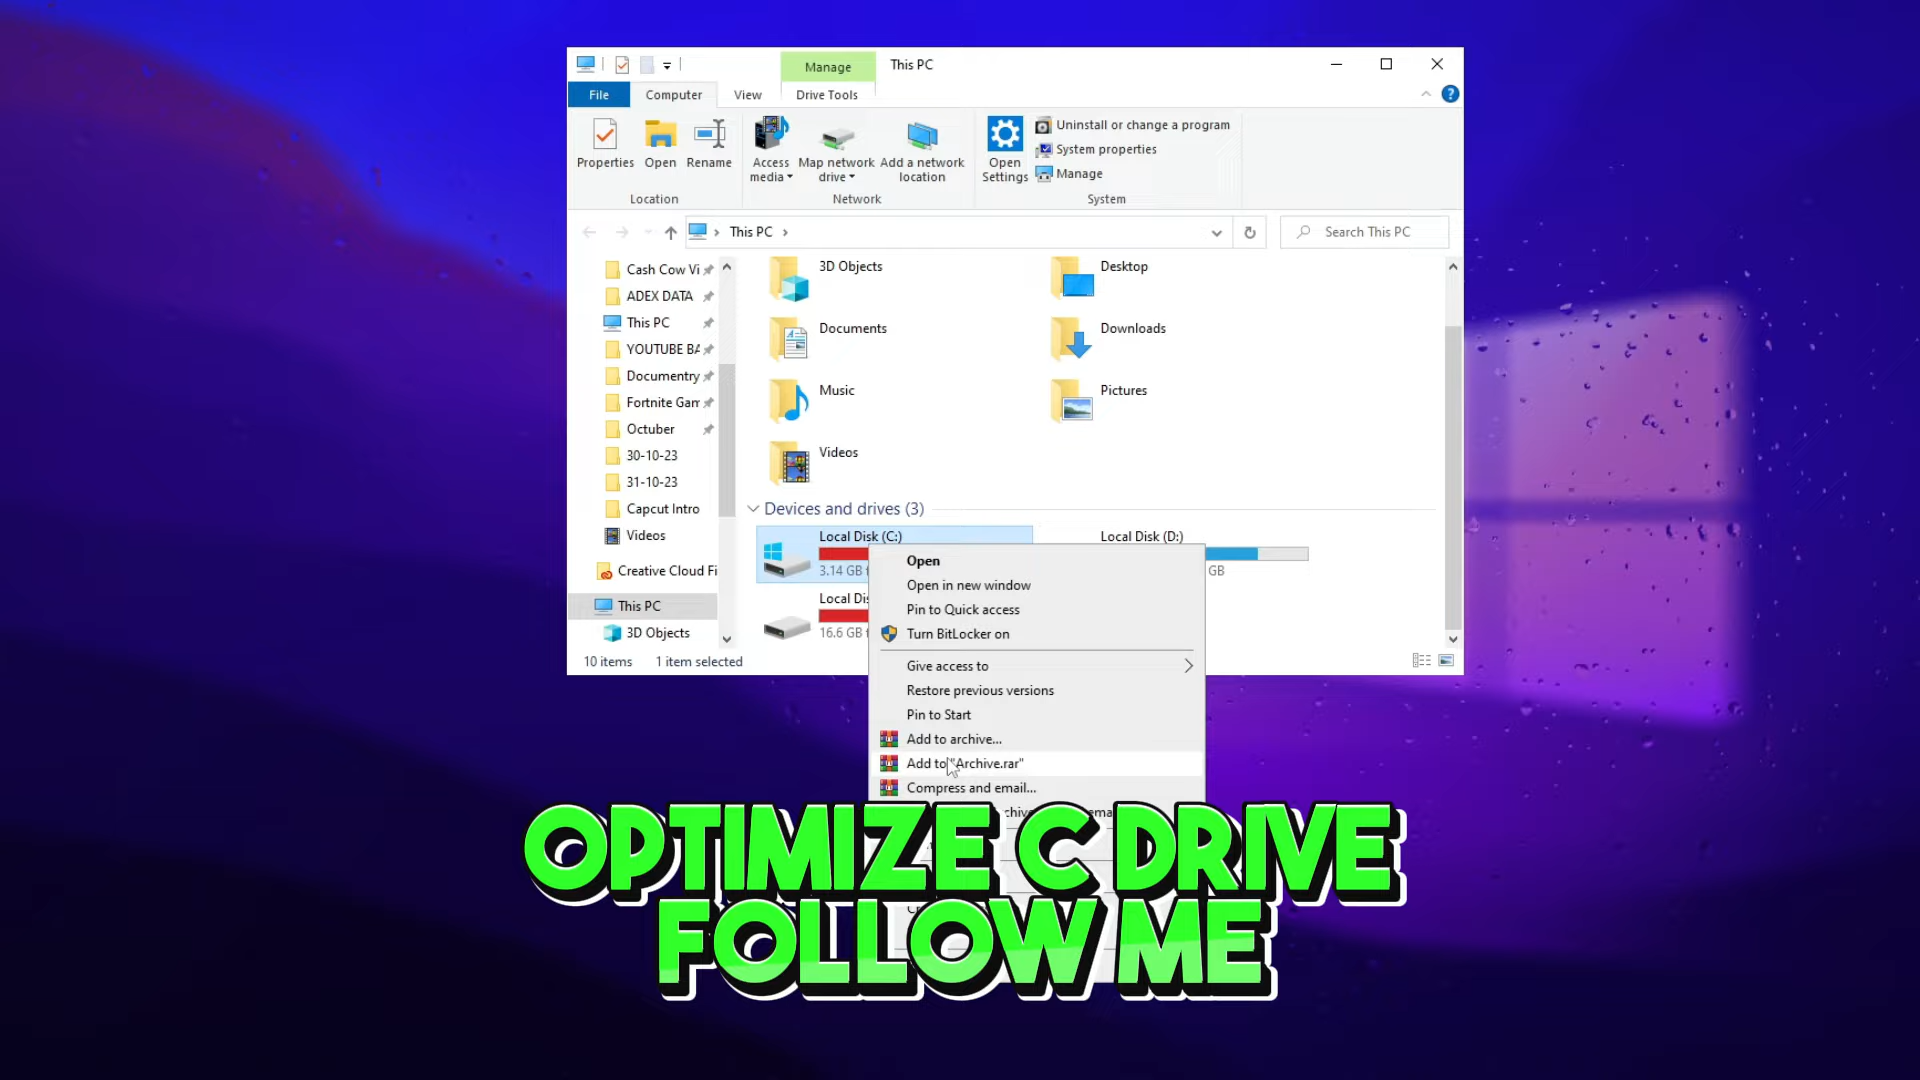 Manage
This PC
File
Computer
View
Drive Tools
Properties
Open
Rename
Access media
Map network drive
Add a network location
Open Settings
Uninstall or change a program
System properties
Manage
Location
Network
System
This PC
Search This PC
Cash Cow Vi
ADEX DATA
This PC
YOUTUBE BA
Documentry
Fortnite Gam
Octuber
30-10-23
31-10-23
Capcut Intro
Videos
Creative Cloud Fi
This PC
3D Objects
3D Objects
Desktop
Documents
Downloads
Music
Pictures
Videos
Devices and drives (3)
Local Disk (C:)
3.14 GB f
Local Disk (D:)
GB
Local Dis
16.6 GB f
10 items
1 item selected
Open
Open in new window
Pin to Quick access
Turn BitLocker on
Give access to
Restore previous versions
Pin to Start
Add to archive...
Add to "Archive.rar"
Compress and email...
OPTIMIZE C DRIVE
FOLLOW ME